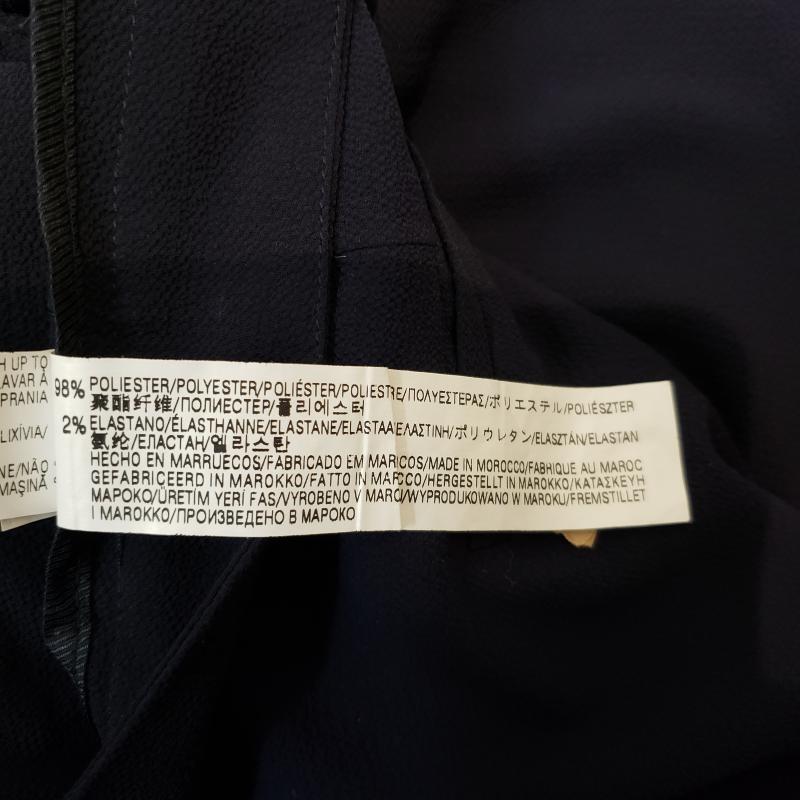 H UP TO
AVAR A
PRANIA
LIXÍVIA/
NE/NÃO
MAŞINĂ
98% POLIESTER/POLYESTER/POLIÉSTER/POLIESTRE/ΠΟΛΥΕΣΤΕΡΑΣ/ポリエステル/POLIÉSZTER
聚酯纤维/ПОЛИЕСТЕР/폴리에스터
2% ELASTANO/ÉLASTHANNE/ELASTANE/ELASTAA/ΕΛΑΣΤΙΝΗ/ポリウレタン/ELASZTÁN/ELASTAN
氨纶/ЕЛАСТАН/엘라스탄
HECHO EN MARRUECOS/FABRICADO EM MARROCOS/MADE IN MOROCCO/FABRIQUE AU MAROC
GEFABRICEERD IN MAROKKO/FATTO IN MAROCCO/HERGESTELLT IN MAROKKO/ΚΑΤΑΣΚΕΥΗ
ΜΑΡΟΚΟ/ÜRETİM YERİ FAS/VYROBENO V MAROKU/WYPRODUKOWANO W MAROKU/FREMSTILLET
I MAROKKO/ПРОИЗВЕДЕНО В МАРОКО